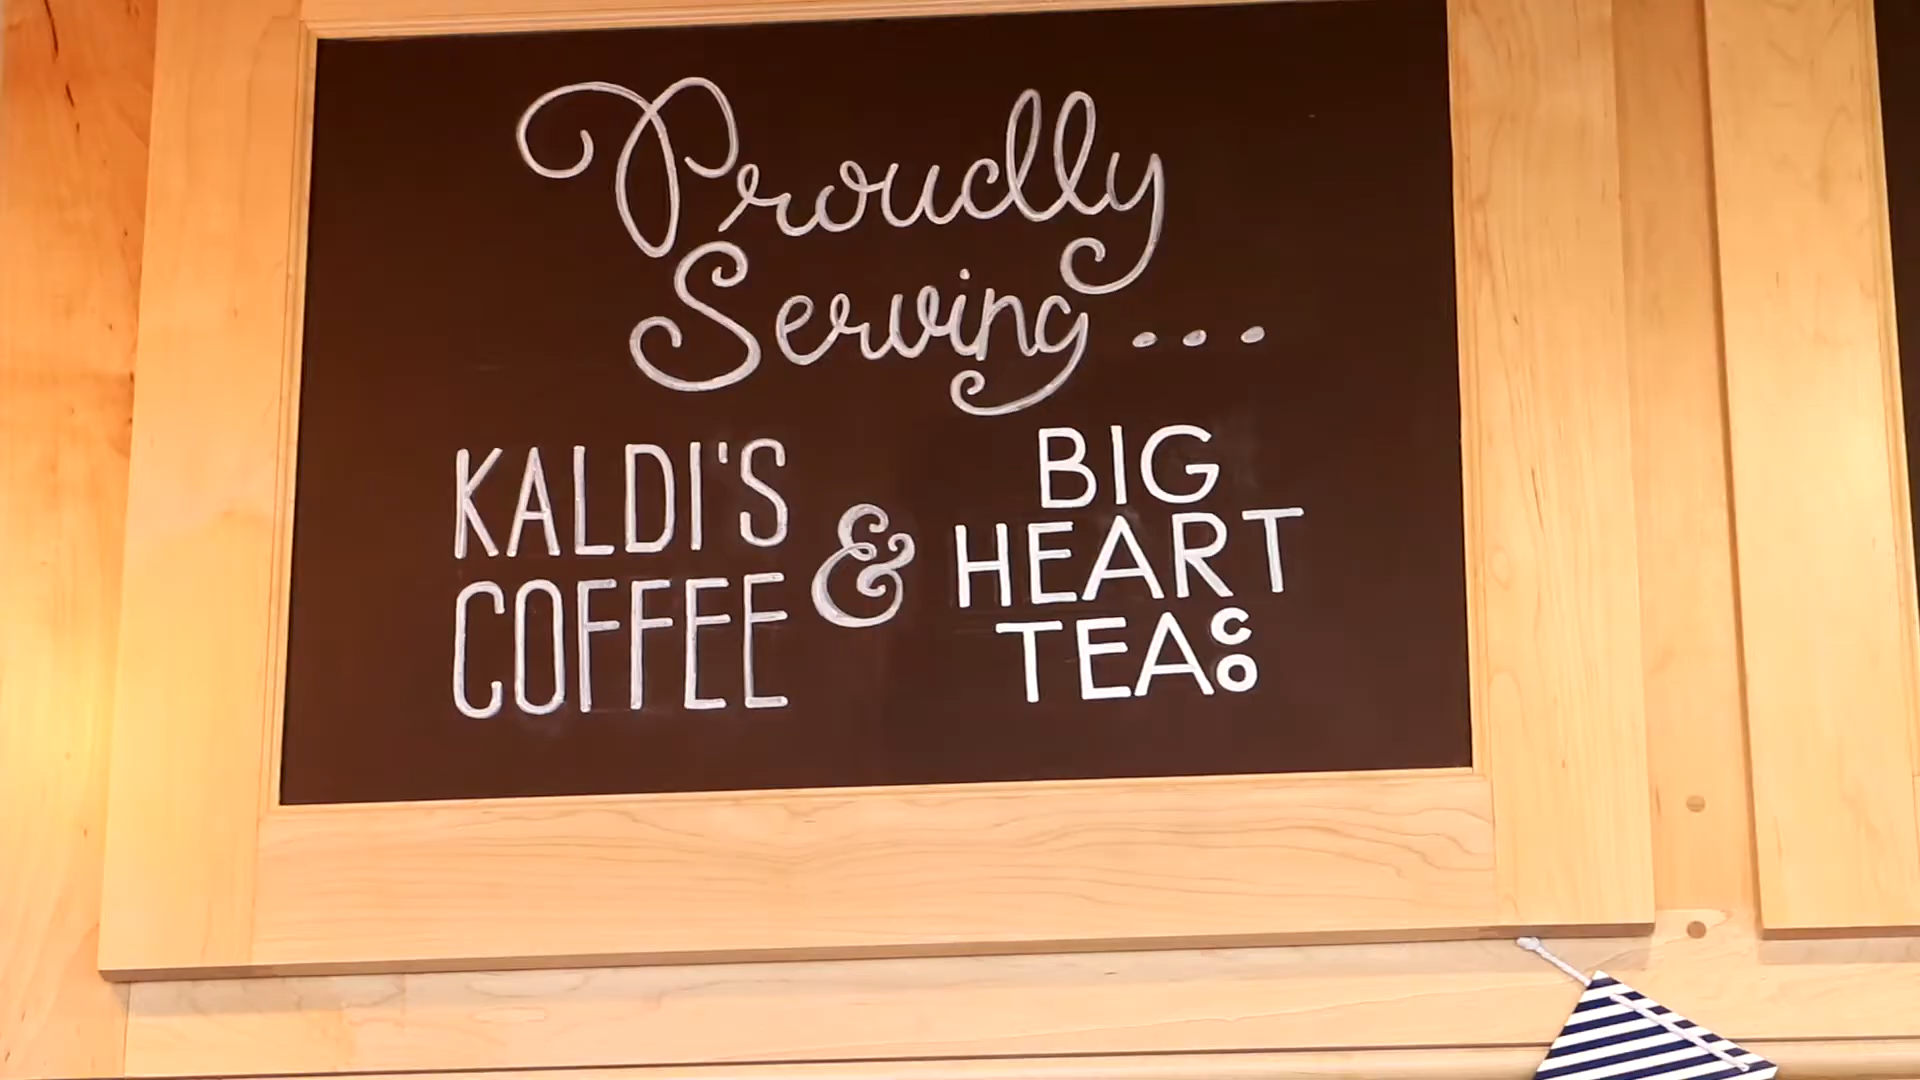 Proudly
Serving...
KALDI'S
COFFEE
&
BIG
HEART
TEA CO